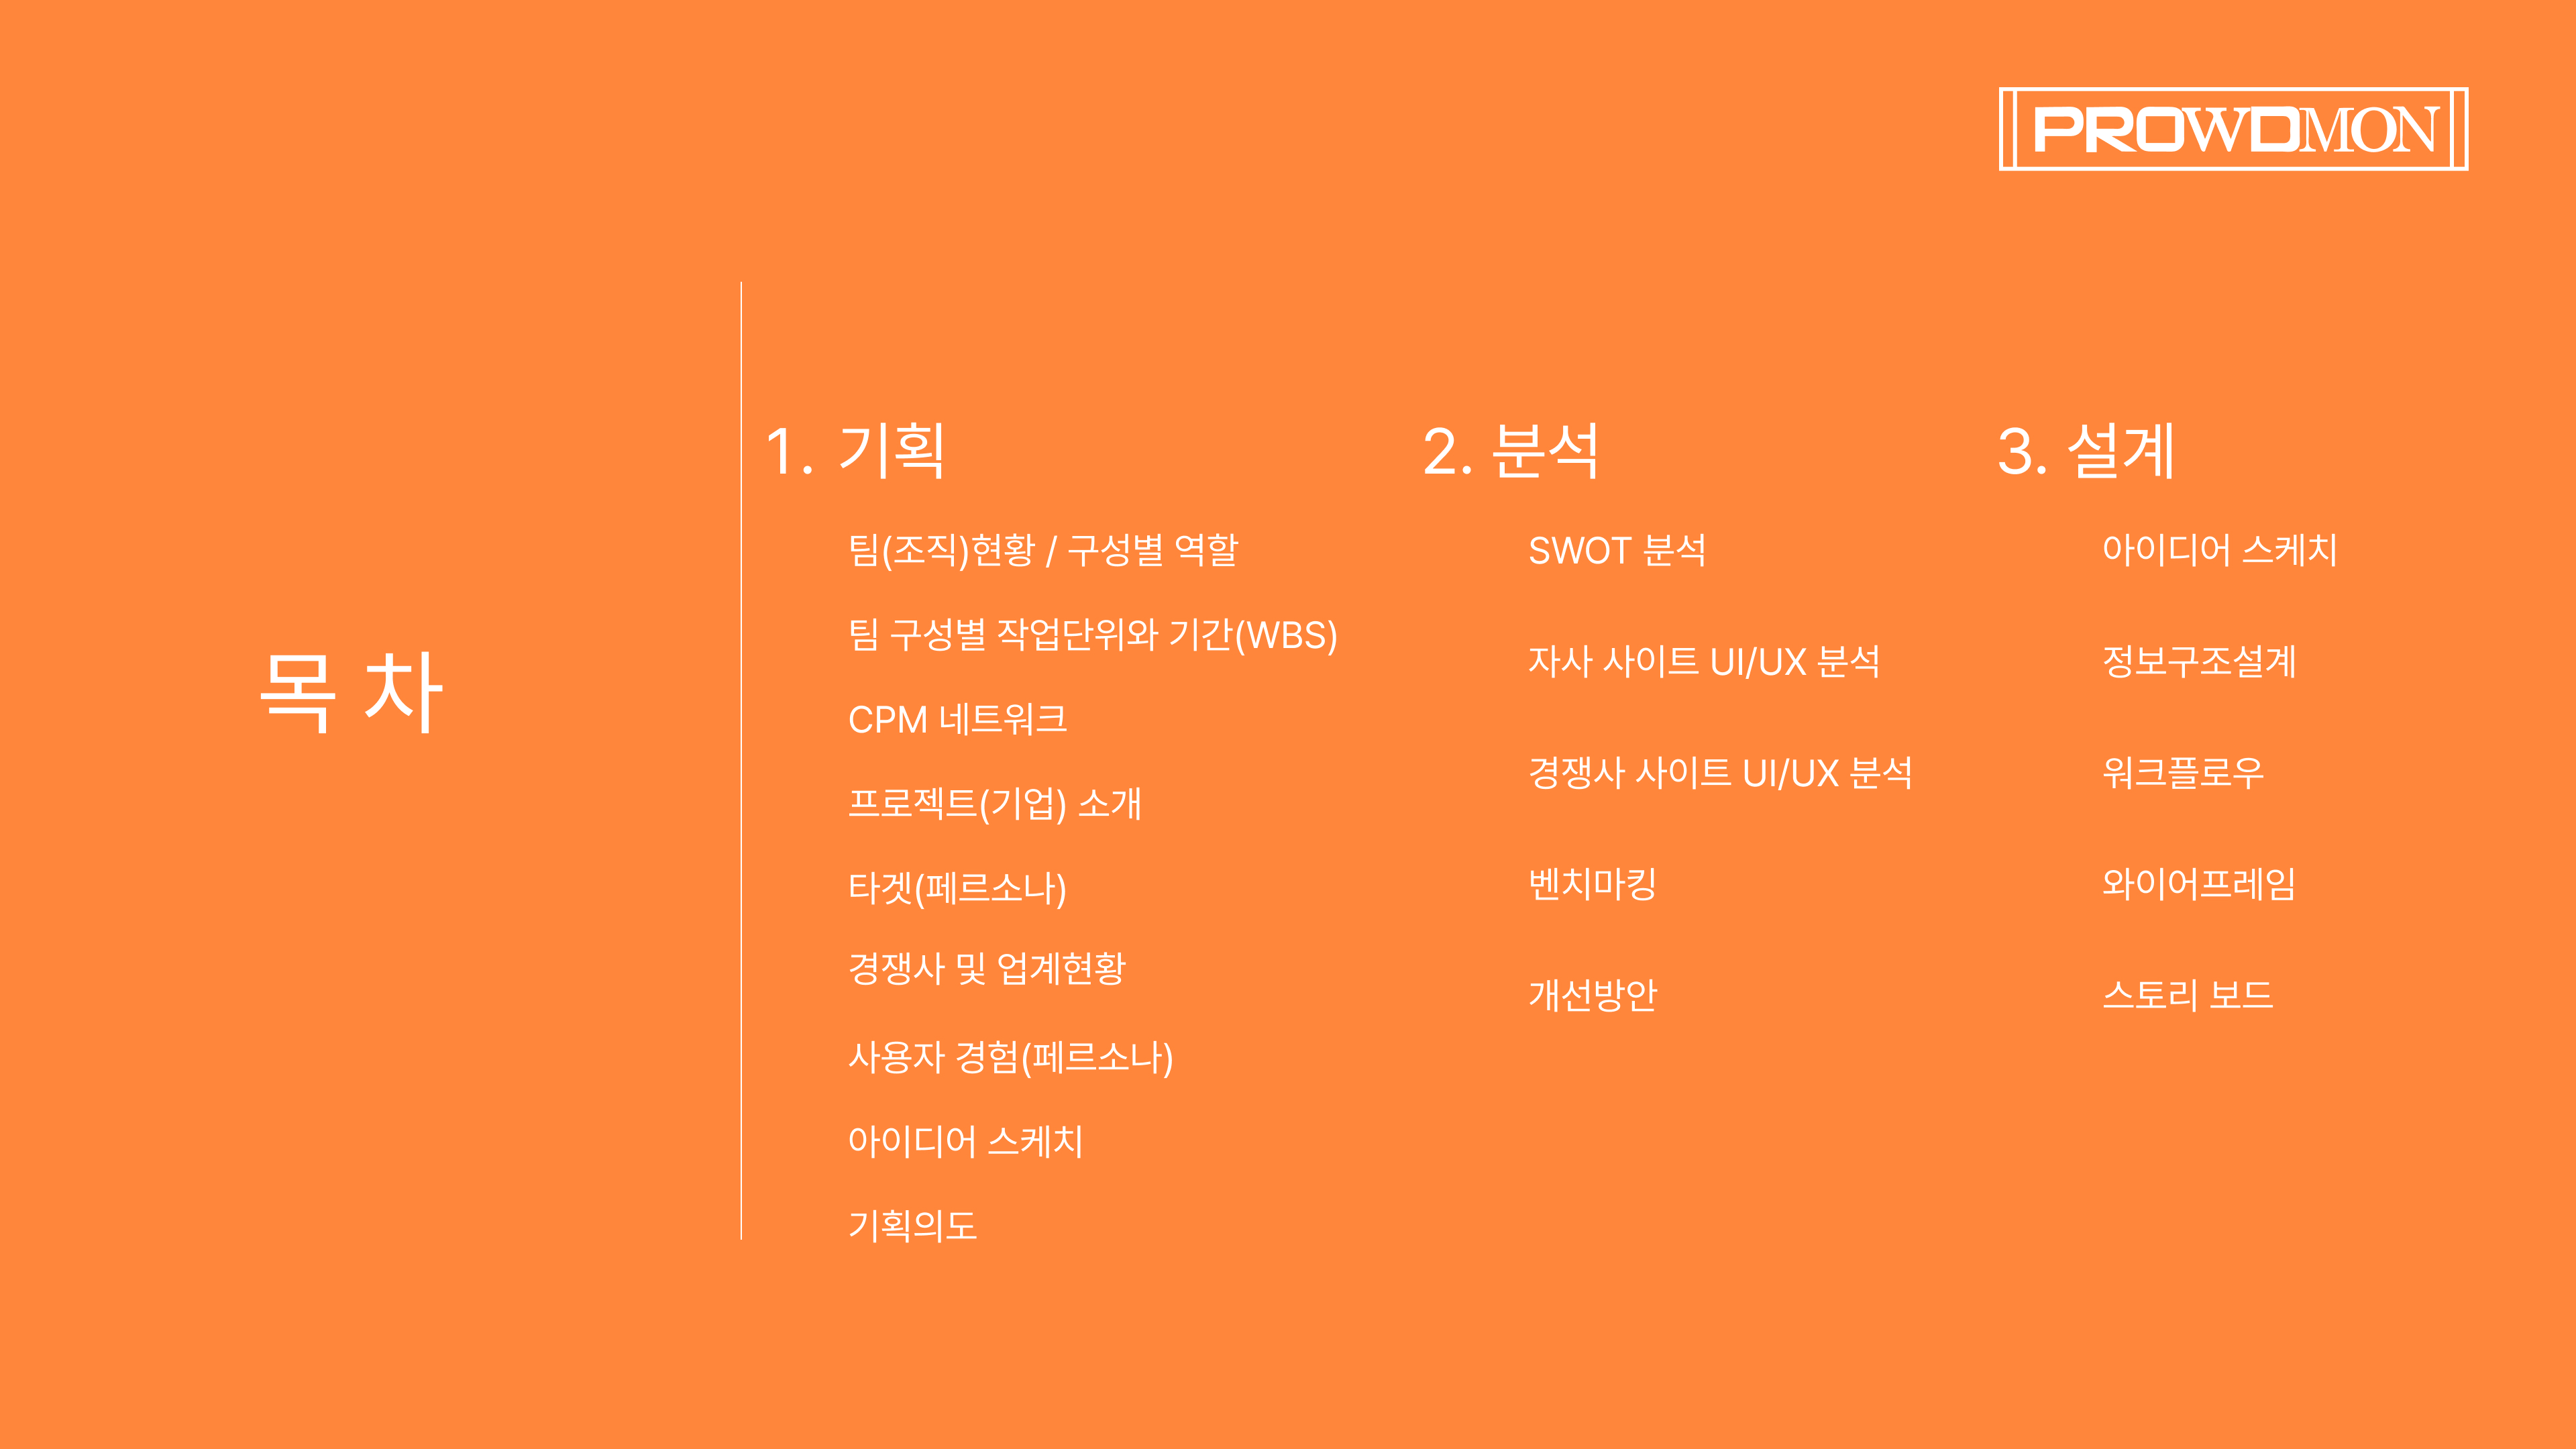 PROWDMON
목 차
1. 기획
팀(조직)현황 / 구성별 역할
팀 구성별 작업단위와 기간(WBS)
CPM 네트워크
프로젝트(기업) 소개
타겟(페르소나)
경쟁사 및 업계현황
사용자 경험(페르소나)
아이디어 스케치
기획의도
2. 분석
SWOT 분석
자사 사이트 UI/UX 분석
경쟁사 사이트 UI/UX 분석
벤치마킹
개선방안
3. 설계
아이디어 스케치
정보구조설계
워크플로우
와이어프레임
스토리 보드